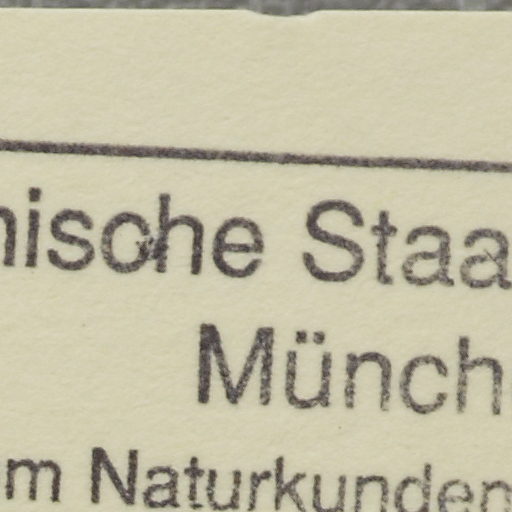 nische Staa
Münch
m Naturkunden